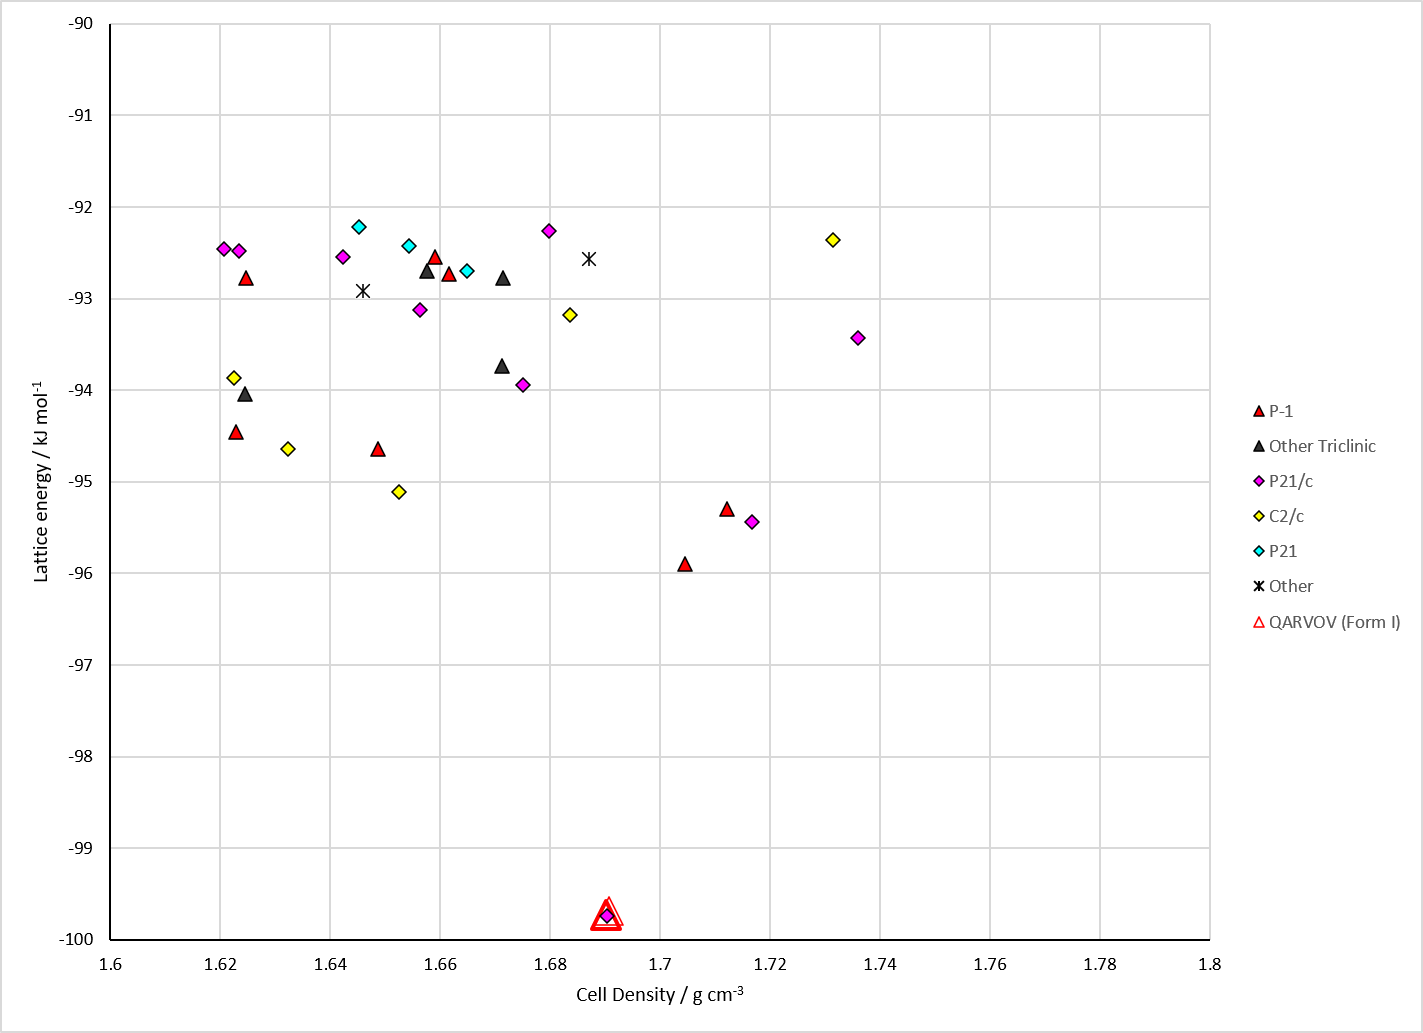 -90
-91
-92
-93
-94
-95
-96
-97
-98
-99
-100
1.6 1.62 1.64 1.66 1.68 1.7 1.72 1.74 1.76 1.78 1.8
Cell Density / g cm-3
Lattice energy / kJ mol-1
P-1
Other Triclinic
P21/c
C2/c
P21
Other
QARVOV (Form I)